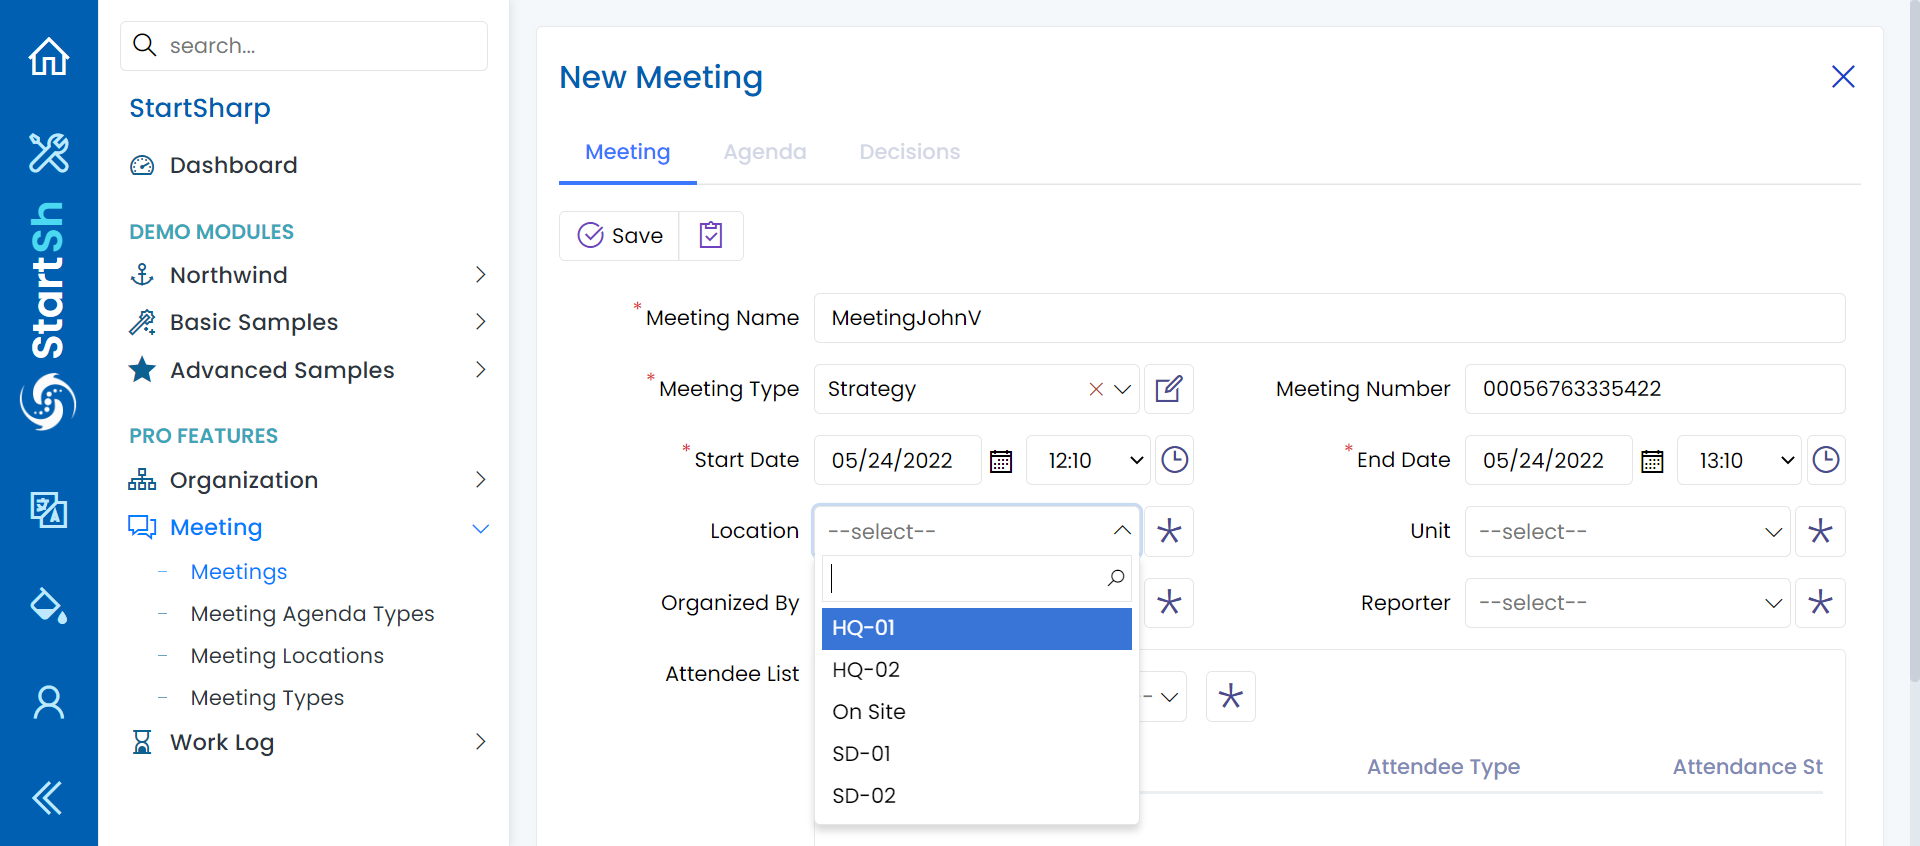 search...
StartSharp
Dashboard
DEMO MODULES
Northwind
Basic Samples
Advanced Samples
PRO FEATURES
Organization
Meeting
Meetings
Meeting Agenda Types
Meeting Locations
Meeting Types
Work Log
StartSh
New Meeting
Meeting
Agenda
Decisions
Save
* Meeting Name
MeetingJohnV
* Meeting Type
Strategy
Meeting Number
00056763335422
* Start Date
05/24/2022
12:10
* End Date
05/24/2022
13:10
Location
--select--
Unit
--select--
Organized By
Reporter
--select--
HQ-01
HQ-02
On Site
SD-01
SD-02
Attendee List
-
Attendee Type
Attendance St